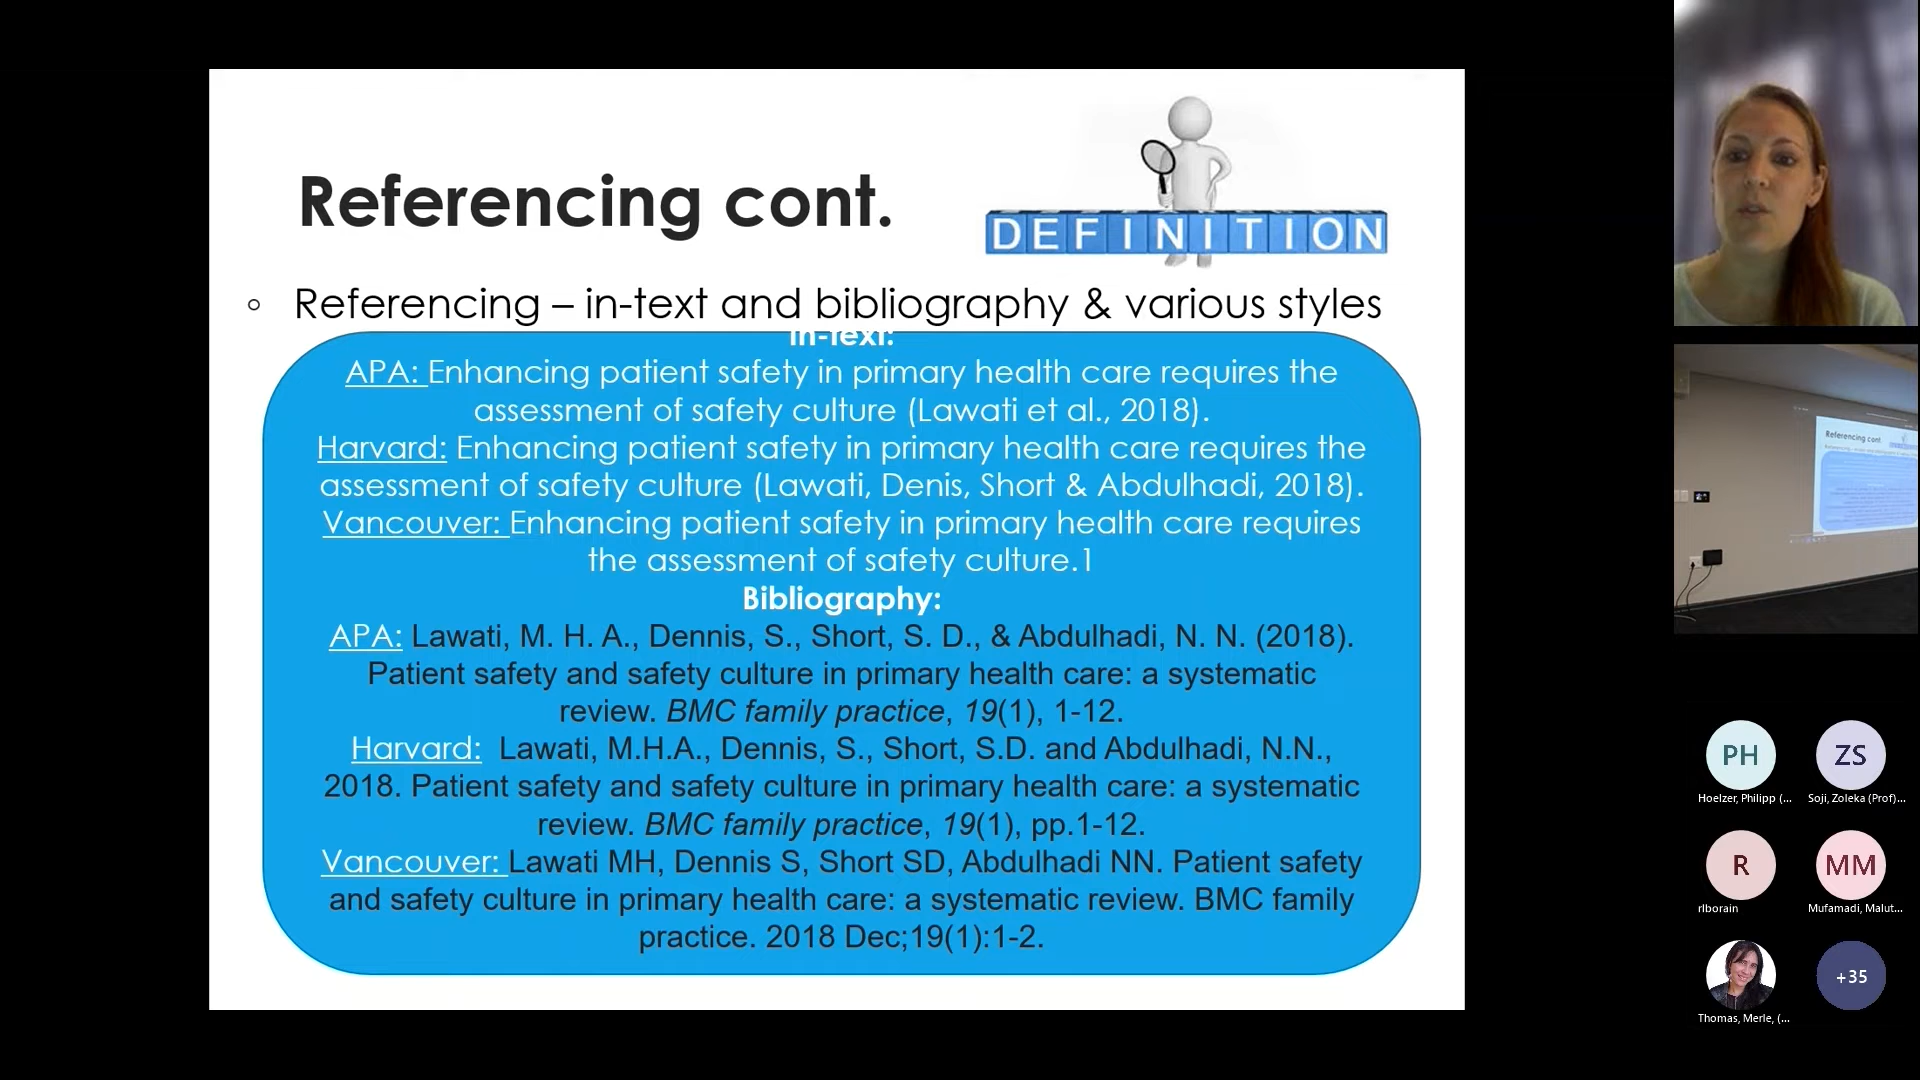 Referencing cont.
DEFINITION
◦ Referencing – in-text and bibliography & various styles
In-Text:
APA: Enhancing patient safety in primary health care requires the
assessment of safety culture (Lawati et al., 2018).
Harvard: Enhancing patient safety in primary health care requires the
assessment of safety culture (Lawati, Denis, Short & Abdulhadi, 2018).
Vancouver: Enhancing patient safety in primary health care requires
the assessment of safety culture.1
Bibliography:
APA: Lawati, M. H. A., Dennis, S., Short, S. D., & Abdulhadi, N. N. (2018).
Patient safety and safety culture in primary health care: a systematic
review. BMC family practice, 19(1), 1-12.
Harvard: Lawati, M.H.A., Dennis, S., Short, S.D. and Abdulhadi, N.N.,
2018. Patient safety and safety culture in primary health care: a systematic
review. BMC family practice, 19(1), pp.1-12.
Vancouver: Lawati MH, Dennis S, Short SD, Abdulhadi NN. Patient safety
and safety culture in primary health care: a systematic review. BMC family
practice. 2018 Dec;19(1):1-2.
Referencing cont.
PH
Hoelzer, Philipp (...
ZS
Soji, Zoleka (Prof)...
R
rlborain
MM
Mufamadi, Malut...
Thomas, Merle, (...
+35